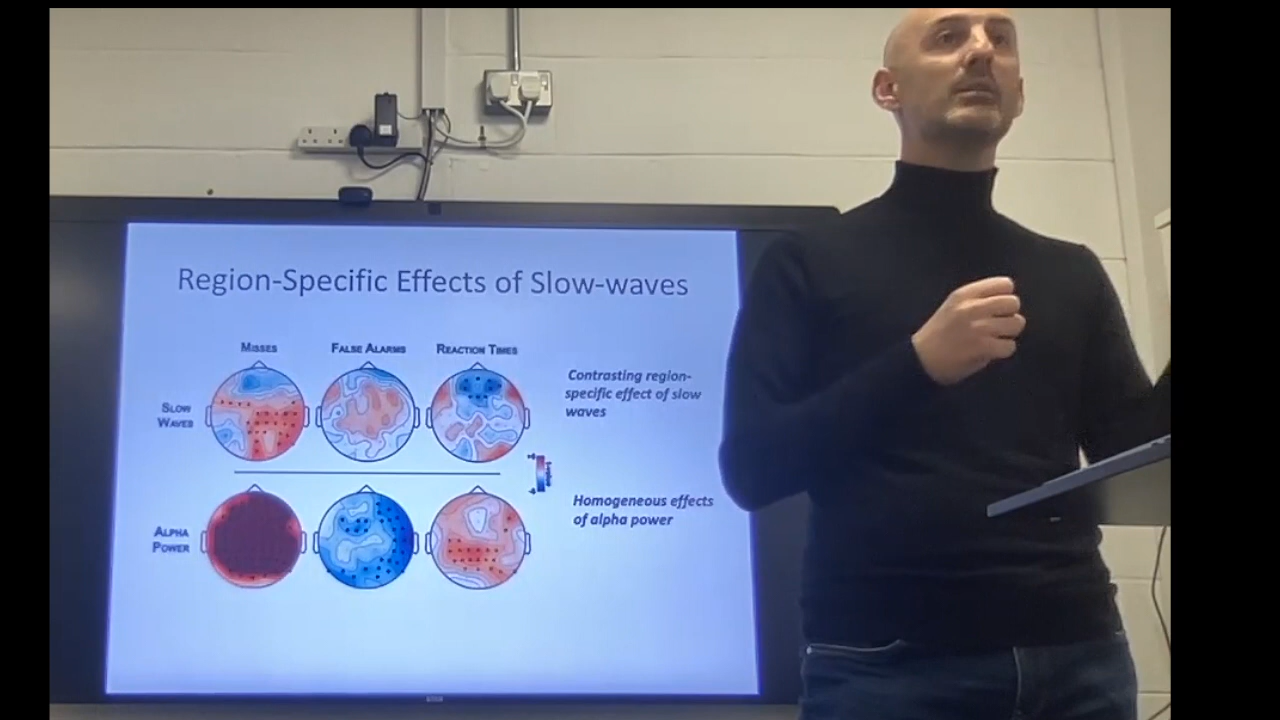 Region-Specific Effects of Slow-waves
Misses False Alarms Reaction Times
Slow
Waves
Contrasting region-
specific effect of slow
waves
Alpha
Power
Homogeneous effects
of alpha power